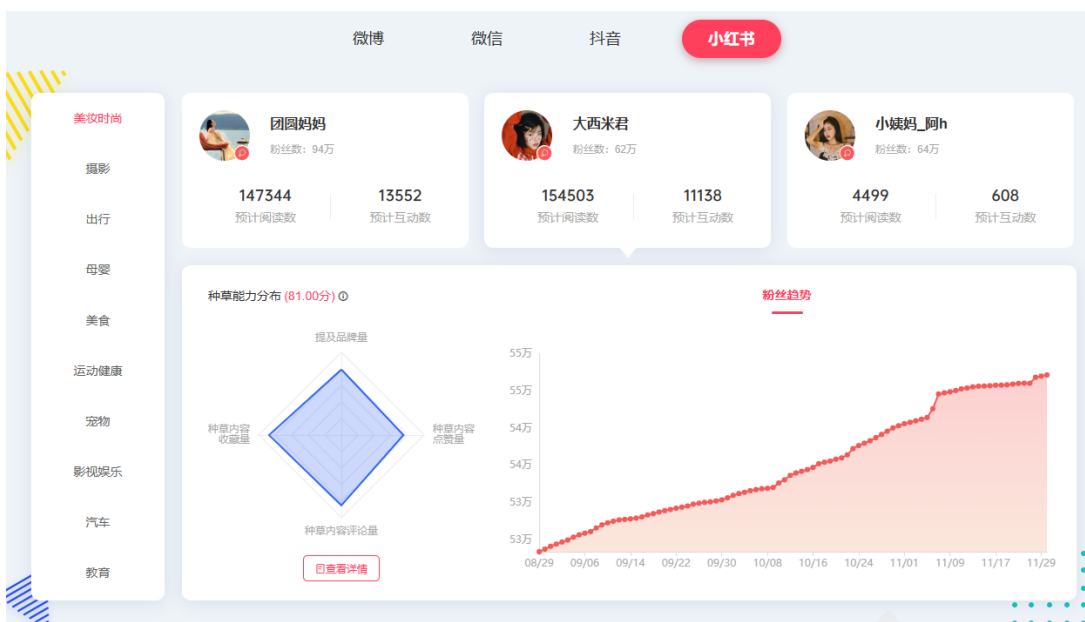 微博
微信
抖音
小红书
美妆时尚
摄影
出行
母婴
美食
运动健康
宠物
影视娱乐
汽车
教育
团圆妈妈
粉丝数：94万
147344
预计阅读数
13552
预计互动数
大西米君
粉丝数：62万
154503
预计阅读数
11138
预计互动数
小姨妈_阿h
粉丝数：64万
4499
预计阅读数
608
预计互动数
种草能力分布 (81.00分)
提及品牌量
种草内容
收藏量
种草内容
点赞量
种草内容评论量
查看详情
粉丝趋势
55万
55万
54万
54万
53万
53万
08/29 09/06 09/14 09/22 09/30 10/08 10/16 10/24 11/01 11/09 11/17 11/29